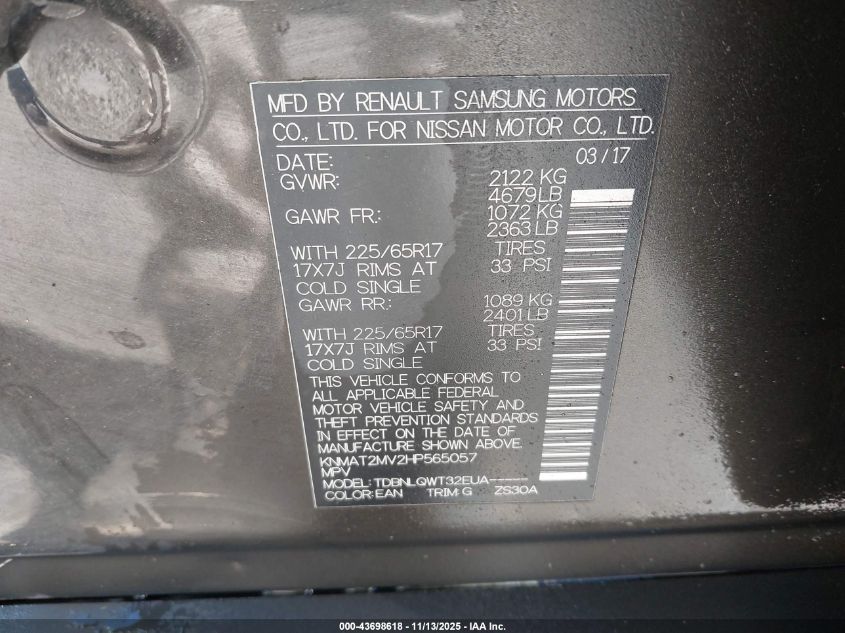 MFD BY RENAULT SAMSUNG MOTORS
CO., LTD. FOR NISSAN MOTOR CO., LTD.
DATE: 03/17
GVWR: 2122 KG
4679LB
GAWR FR.: 1072 KG
2363 LB
WITH 225/65R17 TIRES
17X7J RIMS AT 33 PSI
COLD SINGLE
GAWR RR.: 1089 KG
2401 LB
WITH 225/65R17 TIRES
17X7J RIMS AT 33 PSI
COLD SINGLE
THIS VEHICLE CONFORMS TO
ALL APPLICABLE FEDERAL
MOTOR VEHICLE SAFETY AND
THEFT PREVENTION STANDARDS
IN EFFECT ON THE DATE OF
MANUFACTURE SHOWN ABOVE.
KNMAT2MV2HP565057
MPV
MODEL: TDBNLQWT32EUA------
COLOR:EAN TRIM:G ZS30A
000-43698618 | 11/13/2025 | IAA Inc.